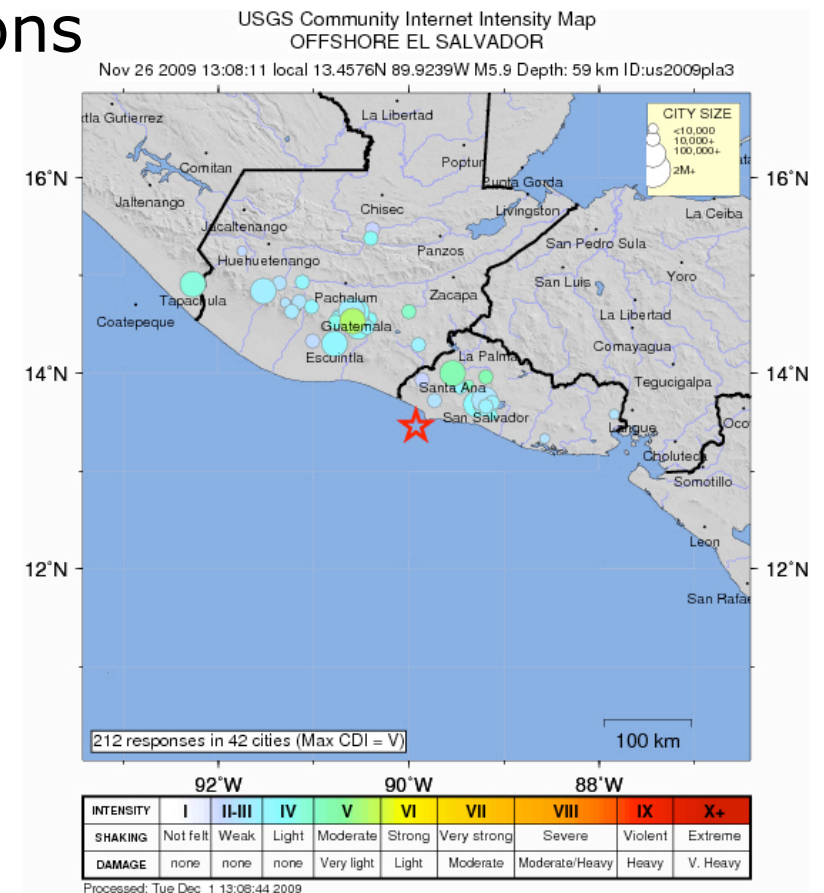 ons
USGS Community Internet Intensity Map
OFFSHORE EL SALVADOR
Nov 26 2009 13:08:11 local 13.4576N 89.9239W M5.9 Depth: 59 km ID:us2009pla3
CITY SIZE
<10,000
10,000+
100,000+
2M+
xtla Gutierrez
La Libertad
Comitan
Poptun
16°N
16°N
Punta Gorda
Jaltenango
Chisec
Livingston
La Ceiba
Jacaltenango
San Pedro Sula
Panzos
Huehuetenango
Yoro
San Luis
Tapachula
Pachalum
Zacapa
La Libertad
Coatepeque
Guatemala
Comayagua
Escuintla
La Palma
14°N
14°N
Tegucigalpa
Santa Ana
San Salvador
Langue
Oco
Choluteca
Somotillo
Leon
12°N
12°N
San Rafae
212 responses in 42 cities (Max CDI = V)
100 km
92°W
90°W
88°W
INTENSITY I II-III IV V VI VII VIII IX X+
SHAKING Not felt Weak Light Moderate Strong Very strong Severe Violent Extreme
DAMAGE none none none Very light Light Moderate Moderate/Heavy Heavy V. Heavy
Processed: Tue Dec 1 13:08:44 2009